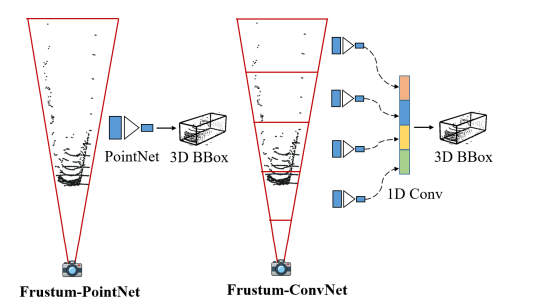 PointNet 3D BBox
1D Conv
3D BBox
Frustum-PointNet
Frustum-ConvNet